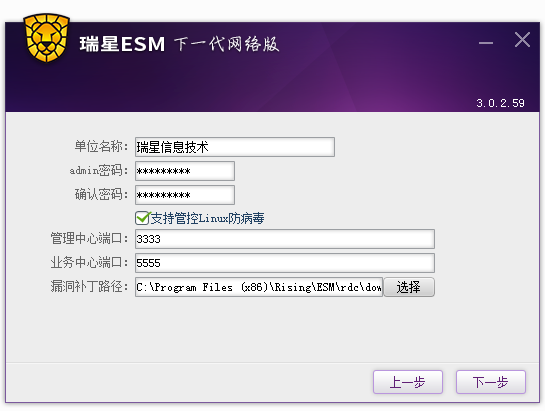 瑞星ESM 下一代网络版
3.0.2.59
单位名称: 瑞星信息技术
admin密码: *********
确认密码: *********
支持管控Linux防病毒
管理中心端口: 3333
业务中心端口: 5555
漏洞补丁路径: C:\Program Files (x86)\Rising\ESM\rdc\dow 选择
上一步 下一步